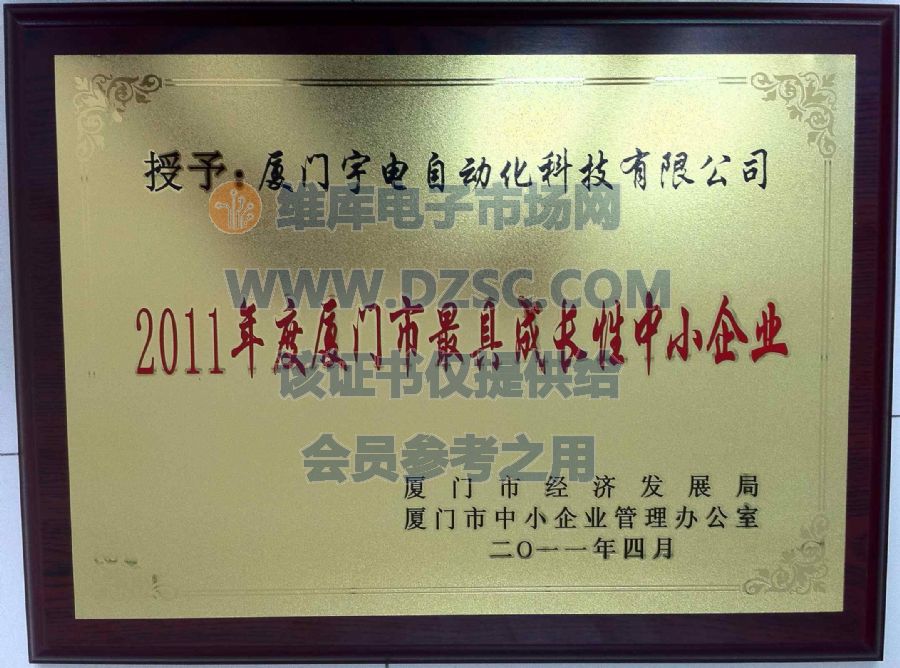 授予：厦门宇电自动化科技有限公司
维库电子市场网
WWW.DZSC.COM
2011年度厦门市最具成长性中小企业
该证书仅提供给
会员参考之用
厦门市经济发展局
厦门市中小企业管理办公室
二〇一一年四月